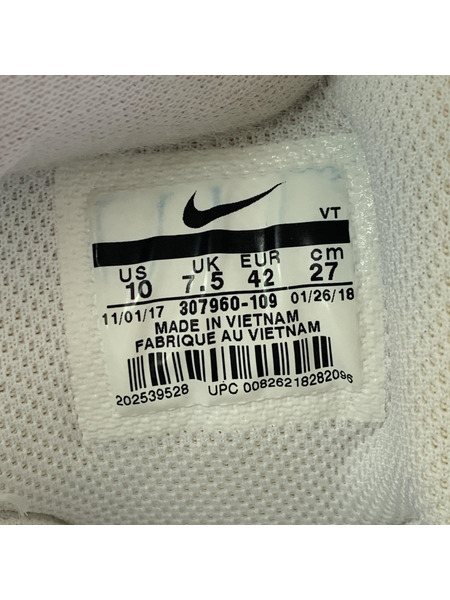 VT
US UK EUR cm
10 7.5 42 27
11/01/17 307960-109 01/26/18
MADE IN VIETNAM
FABRIQUE AU VIETNAM
202539528 UPC 00826218282096